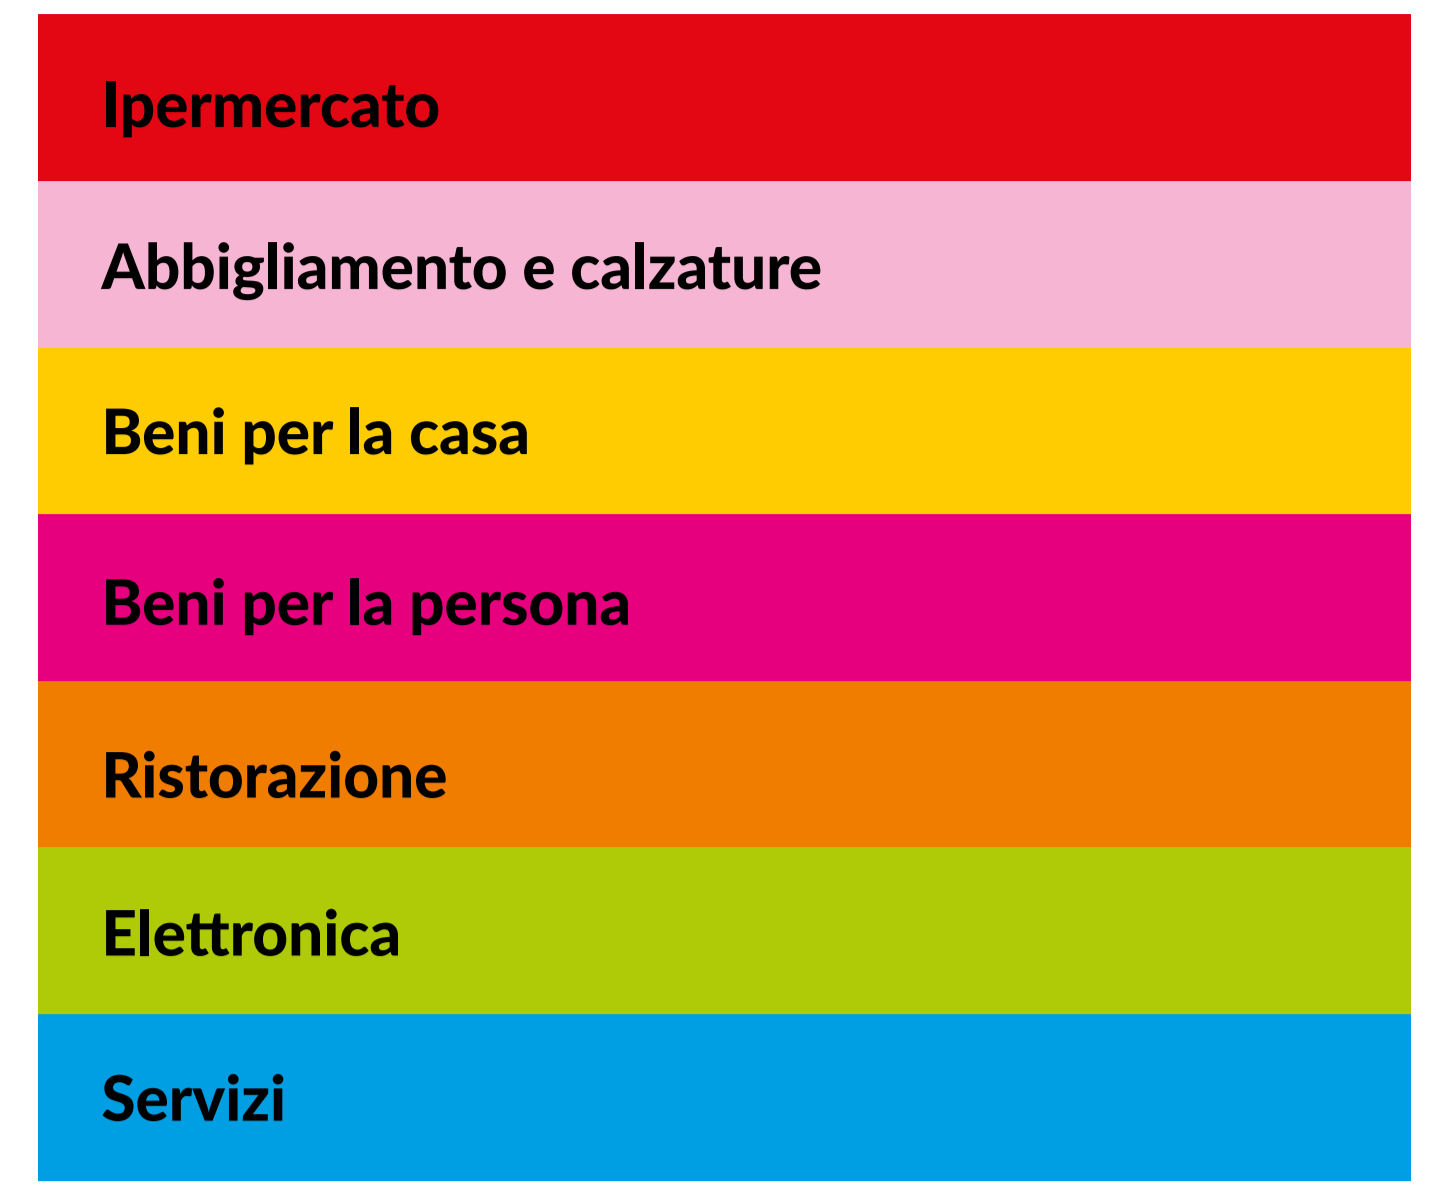 Ipermercato
Abbigliamento e calzature
Beni per la casa
Beni per la persona
Ristorazione
Elettronica
Servizi